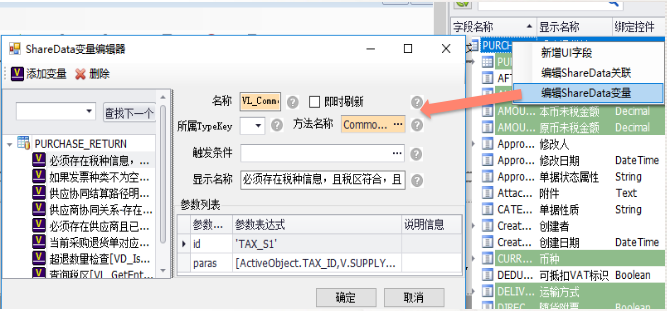 ShareData变量编辑器
添加变量 删除
查找下一个
PURCHASE_RETURN
必须存在税种信息，...
如果发票种类不为空...
供应协同结算路径明...
供应商协同关系-存在...
必须存在供应商且已...
当前采购退货单对应...
超退数量检查[VD_Is...
查询税区[VL_GetEnt...
名称 VL_Comm 即时刷新
所属TypeKey 方法名称 Commo... ...
触发条件 ...
显示名称 必须存在税种信息，且税区符合，且
参数列表
参数... 参数表达式 说明信息
id 'TAX_S1'
paras [ActiveObject.TAX_ID,V.SUPPLY...
确定 取消
字段名称 显示名称 绑定控件
PURCHAS
新增UI字段
编辑ShareData关联
编辑ShareData变量
AMOU... 本币未税金额 Decimal
AMOU... 原币未税金额 Decimal
Appro... 修改人
Appro... 修改日期 DateTime
Appro... 单据状态属性 String
Attac... 附件 Text
CATE... 单据性质 String
Creat... 创建者
Creat... 创建日期 DateTime
CURR... 币种
DEDU... 可抵扣VAT标识 Boolean
DELIV... 运输方式
DIREC... 随货附票 Boolean